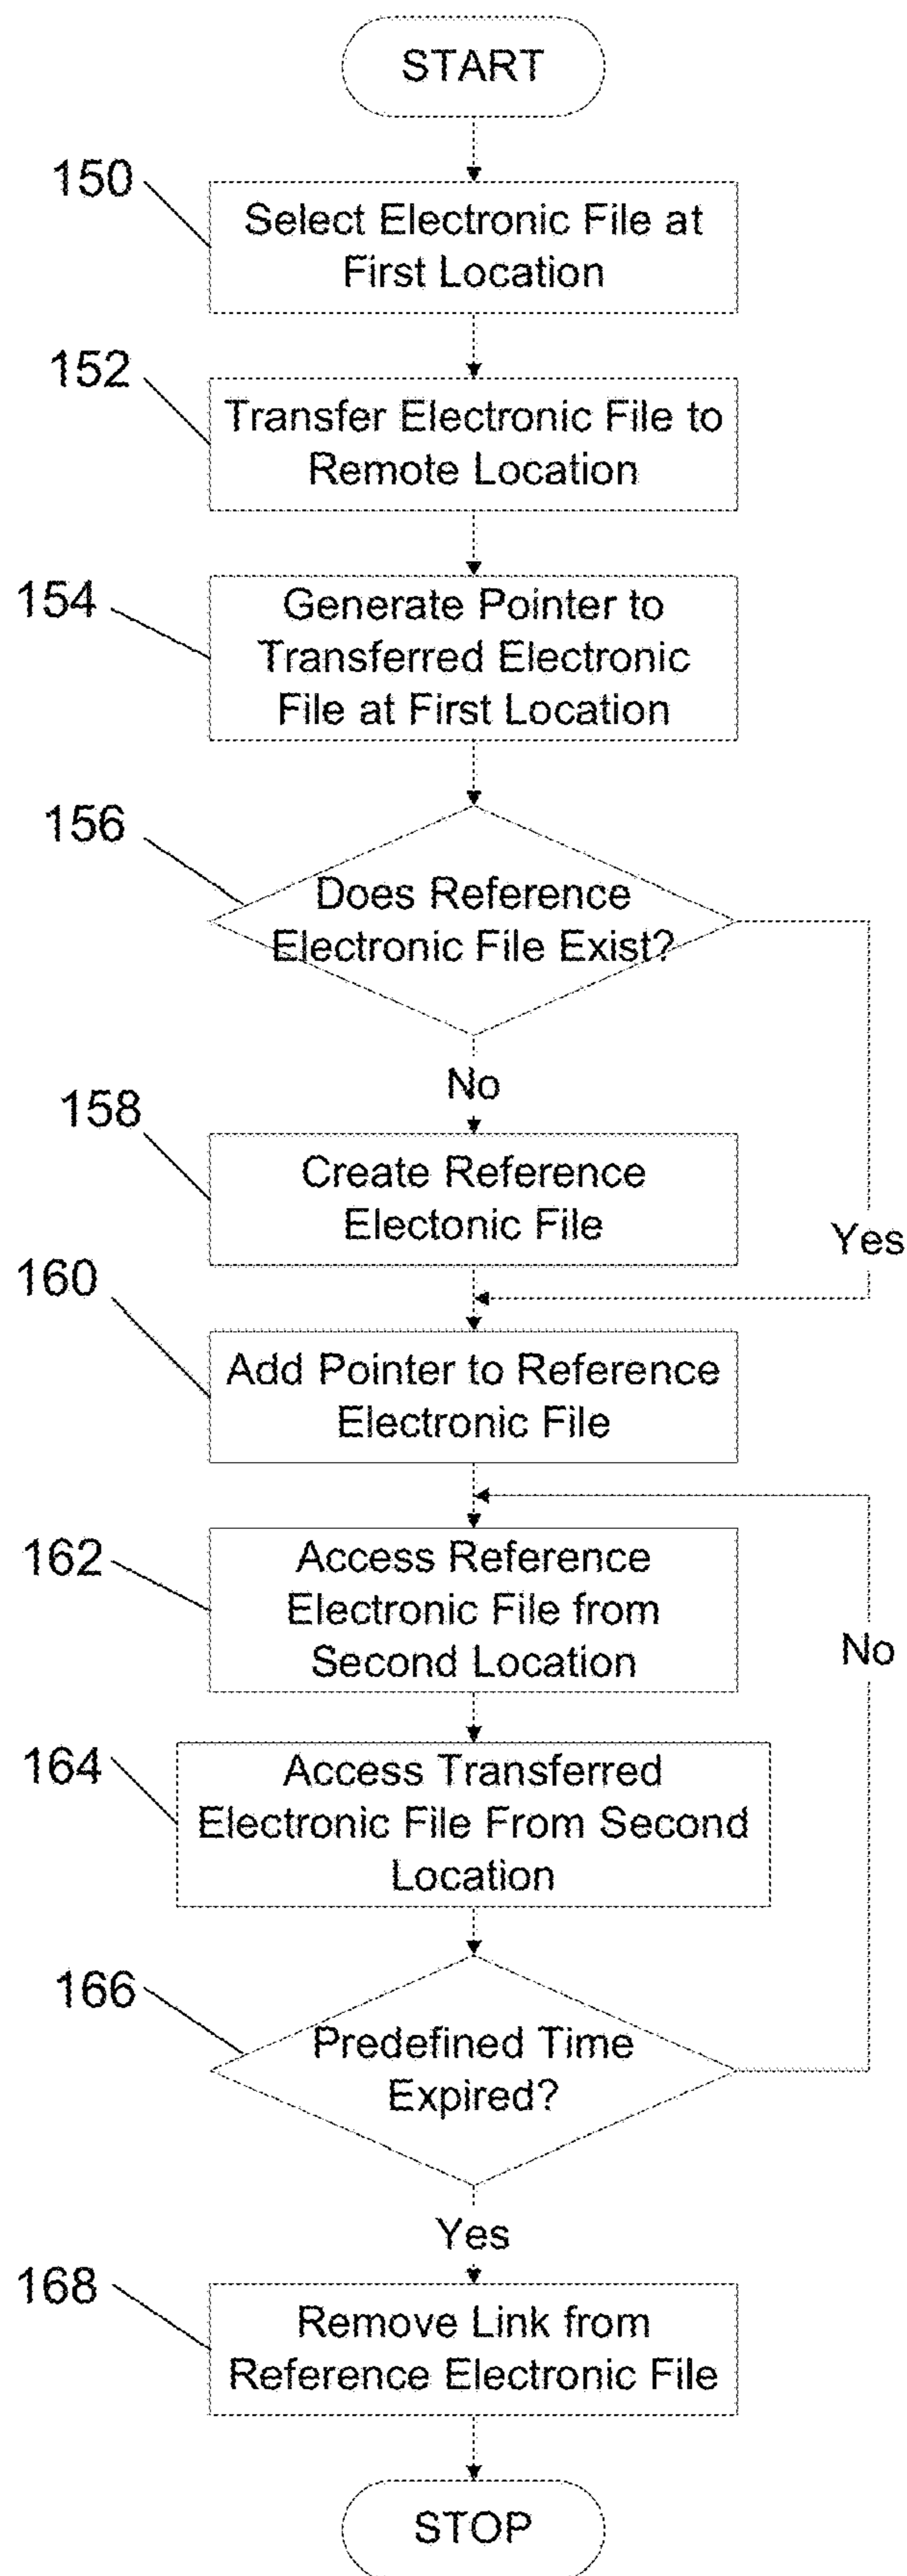 START
150
Select Electronic File at
First Location
152
Transfer Electronic File to
Remote Location
154
Generate Pointer to
Transferred Electronic
File at First Location
156
Does Reference
Electronic File Exist?
No
158
Create Reference
Electonic File
Yes
160
Add Pointer to Reference
Electronic File
162
Access Reference
Electronic File from
Second Location
No
164
Access Transferred
Electronic File From Second
Location
166
Predefined Time
Expired?
Yes
168
Remove Link from
Reference Electronic File
STOP